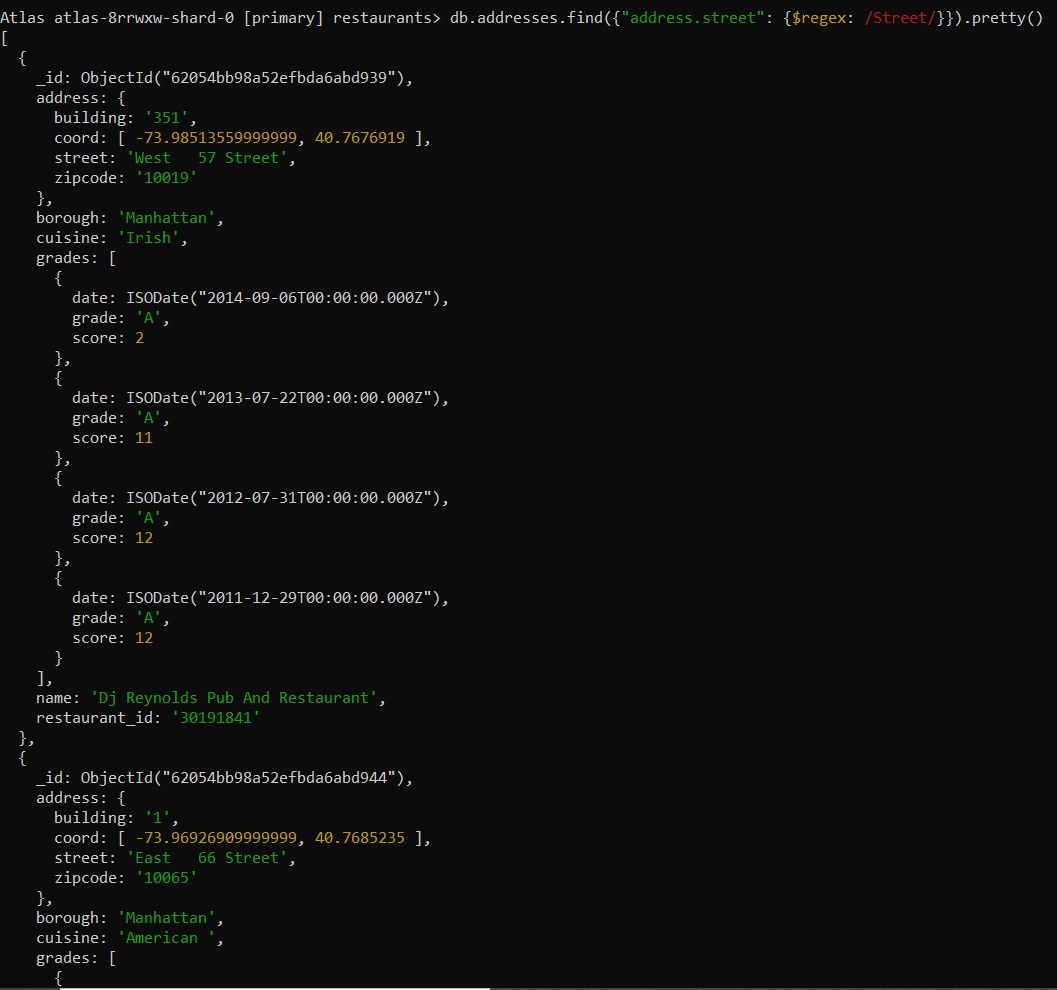 Atlas atlas-8rrwxw-shard-0 [primary] restaurants> db.addresses.find({"address.street": {$regex: /Street/}}).pretty()
[
  {
    _id: ObjectId("62054bb98a52efbda6abd939"),
    address: {
      building: '351',
      coord: [ -73.98513559999999, 40.7676919 ],
      street: 'West   57 Street',
      zipcode: '10019'
    },
    borough: 'Manhattan',
    cuisine: 'Irish',
    grades: [
      {
        date: ISODate("2014-09-06T00:00:00.000Z"),
        grade: 'A',
        score: 2
      },
      {
        date: ISODate("2013-07-22T00:00:00.000Z"),
        grade: 'A',
        score: 11
      },
      {
        date: ISODate("2012-07-31T00:00:00.000Z"),
        grade: 'A',
        score: 12
      },
      {
        date: ISODate("2011-12-29T00:00:00.000Z"),
        grade: 'A',
        score: 12
      }
    ],
    name: 'Dj Reynolds Pub And Restaurant',
    restaurant_id: '30191841'
  },
  {
    _id: ObjectId("62054bb98a52efbda6abd944"),
    address: {
      building: '1',
      coord: [ -73.96926909999999, 40.7685235 ],
      street: 'East   66 Street',
      zipcode: '10065'
    },
    borough: 'Manhattan',
    cuisine: 'American ',
    grades: [
      {